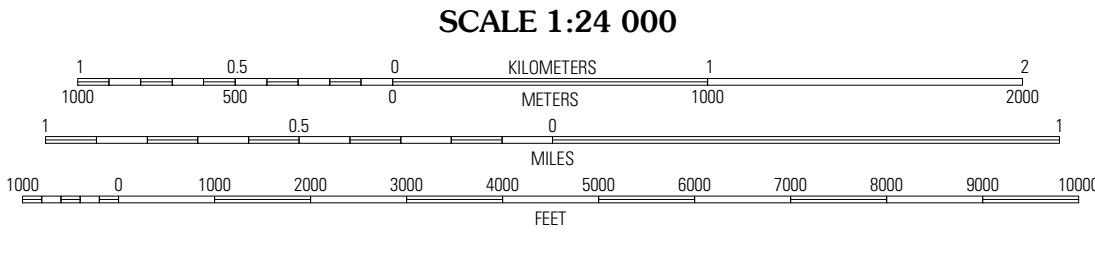 SCALE 1:24 000
1 0.5 0 KILOMETERS 1 2
1000 500 0 METERS 1000 2000
1 0.5 0 1
MILES
1000 0 1000 2000 3000 4000 5000 6000 7000 8000 9000 10000
FEET